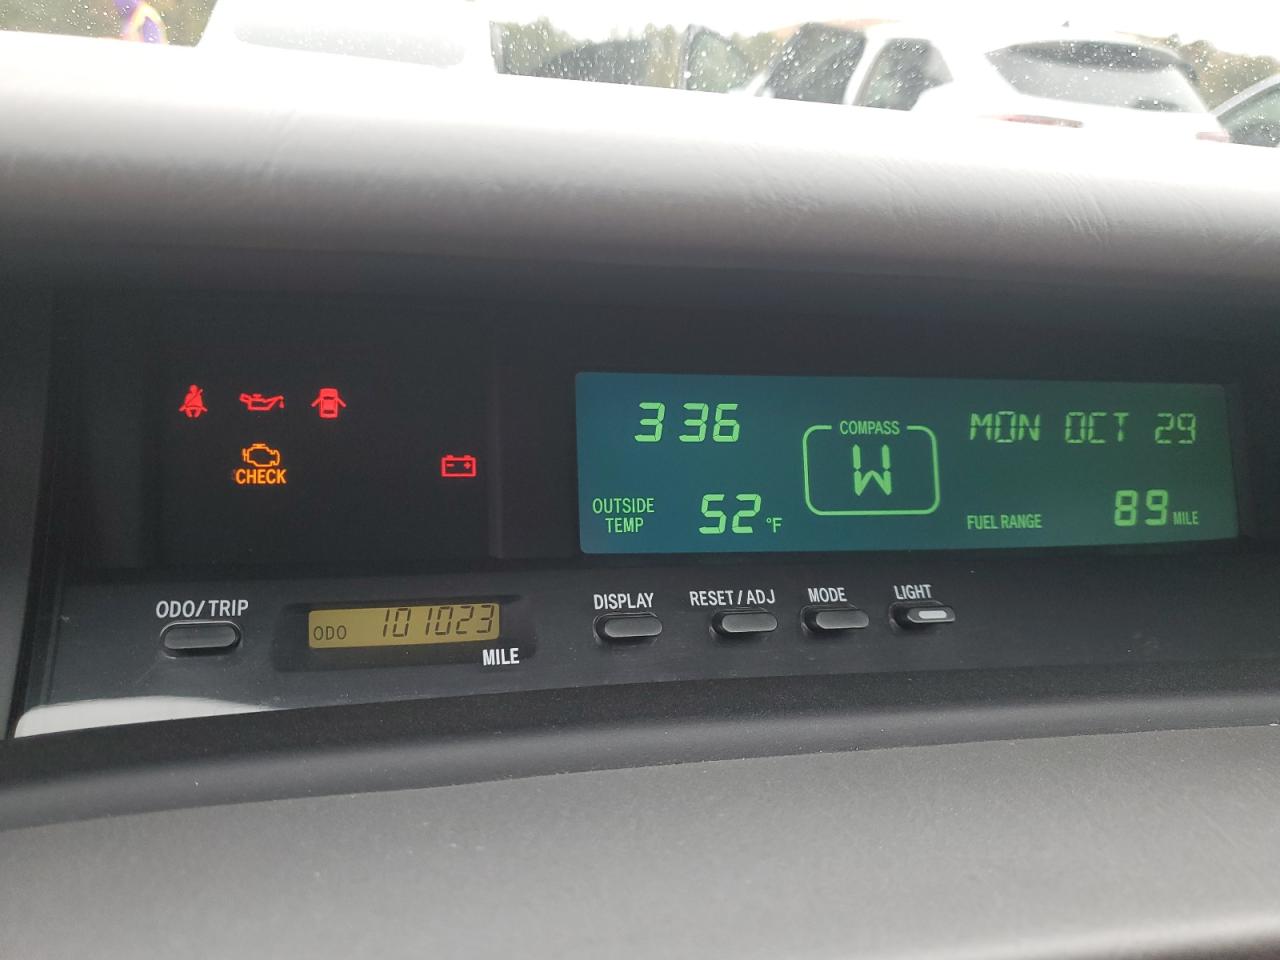 CHECK
3 36
COMPASS
W
MON OCT 29
OUTSIDE
TEMP
52 °F
FUEL RANGE
89 MILE
ODO/TRIP
ODO 101023
MILE
DISPLAY
RESET/ADJ
MODE
LIGHT